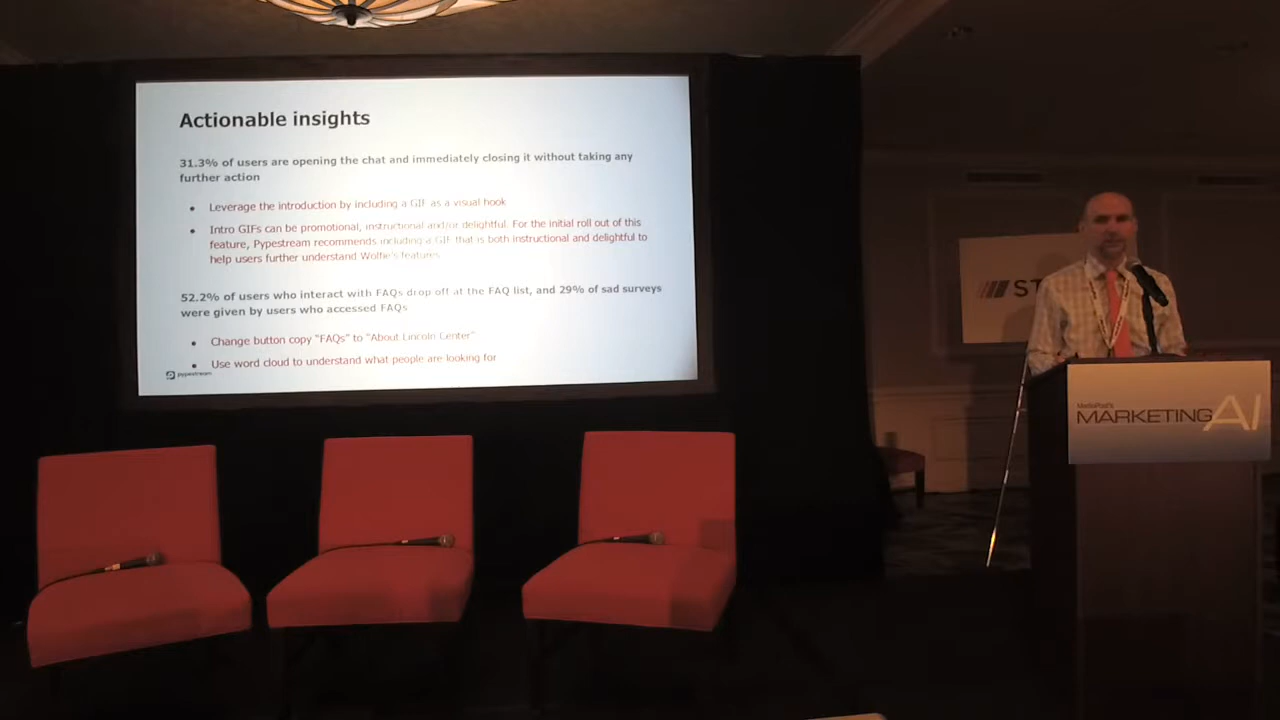 Actionable insights
31.3% of users are opening the chat and immediately closing it without taking any
further action
• Leverage the introduction by including a GIF as a visual hook
• Intro GIFs can be promotional, instructional and/or delightful. For the initial roll out of this
feature, Pypestream recommends including a GIF that is both instructional and delightful to
help users further understand Wolfie's features
52.2% of users who interact with FAQs drop off at the FAQ list, and 29% of sad surveys
were given by users who accessed FAQs
• Change button copy "FAQs" to "About Lincoln Center"
• Use word cloud to understand what people are looking for
pypestream
ST
MediaPost's
MARKETING AI